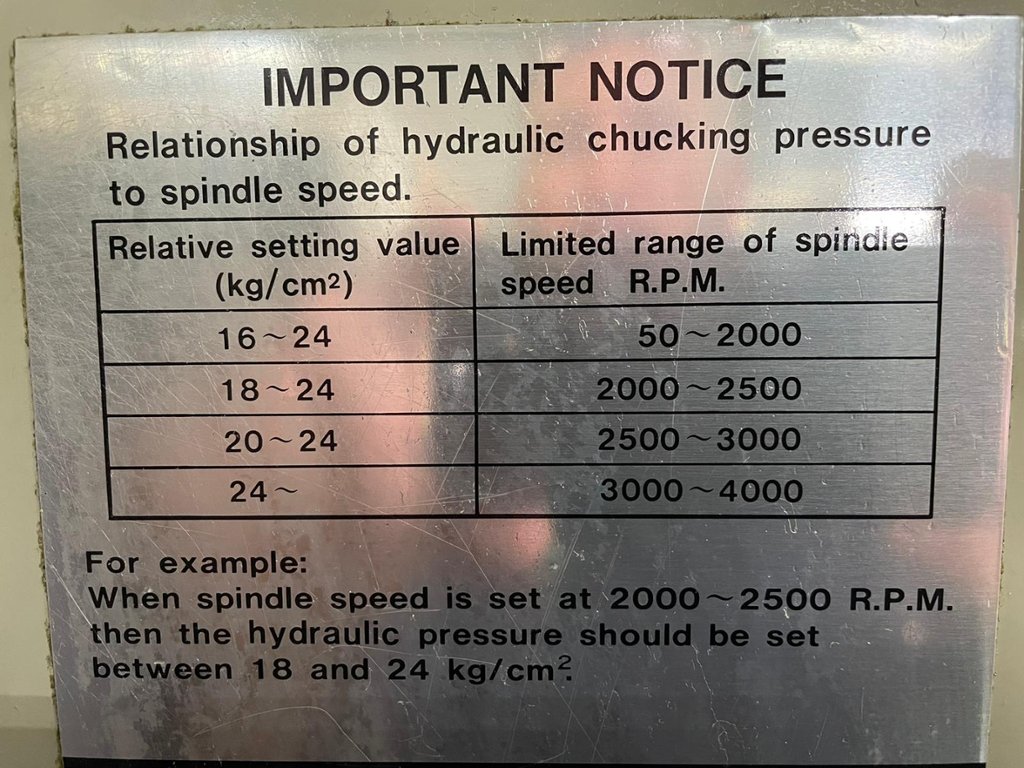 IMPORTANT NOTICE
Relationship of hydraulic chucking pressure
to spindle speed.
Relative setting value
(kg/cm²)
Limited range of spindle
speed R.P.M.
16~24 50~2000
18~24 2000~2500
20~24 2500~3000
24~ 3000~4000
For example:
When spindle speed is set at 2000~2500 R.P.M.
then the hydraulic pressure should be set
between 18 and 24 kg/cm².